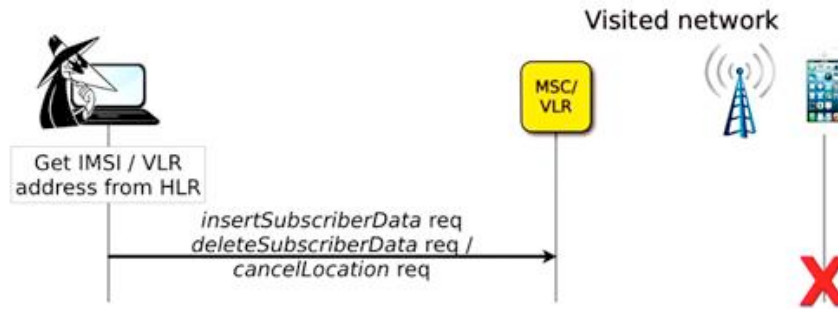 Visited network
MSC/
VLR
Get IMSI / VLR
address from HLR
insertSubscriberData req
deleteSubscriberData req /
cancelLocation req